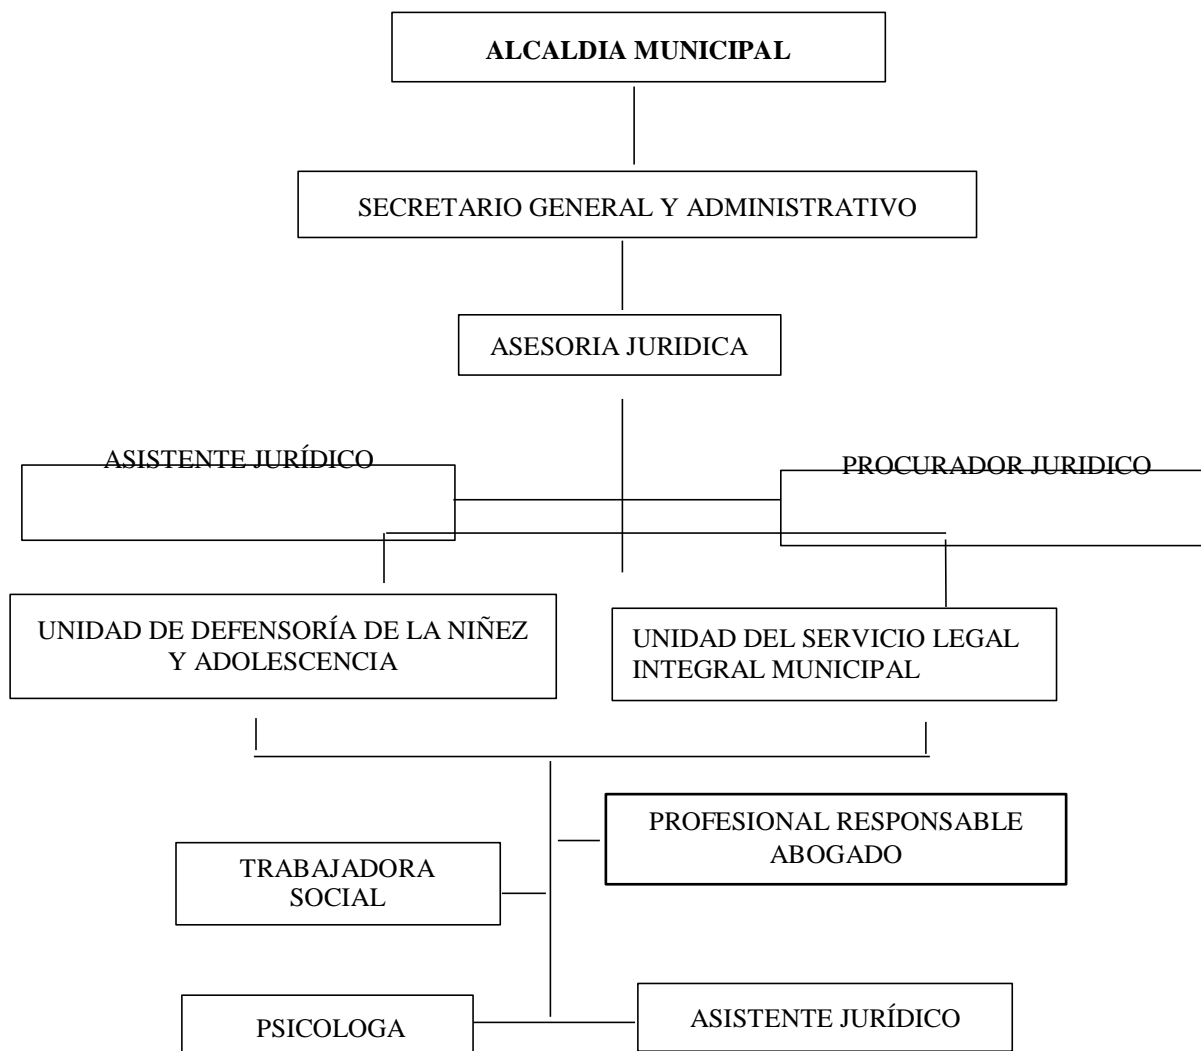 ALCALDIA MUNICIPAL
SECRETARIO GENERAL Y ADMINISTRATIVO
ASESORIA JURIDICA
ASISTENTE JURÍDICO
PROCURADOR JURIDICO
UNIDAD DE DEFENSORÍA DE LA NIÑEZ
Y ADOLESCENCIA
UNIDAD DEL SERVICIO LEGAL
INTEGRAL MUNICIPAL
PROFESIONAL RESPONSABLE
ABOGADO
TRABAJADORA
SOCIAL
PSICOLOGA
ASISTENTE JURÍDICO